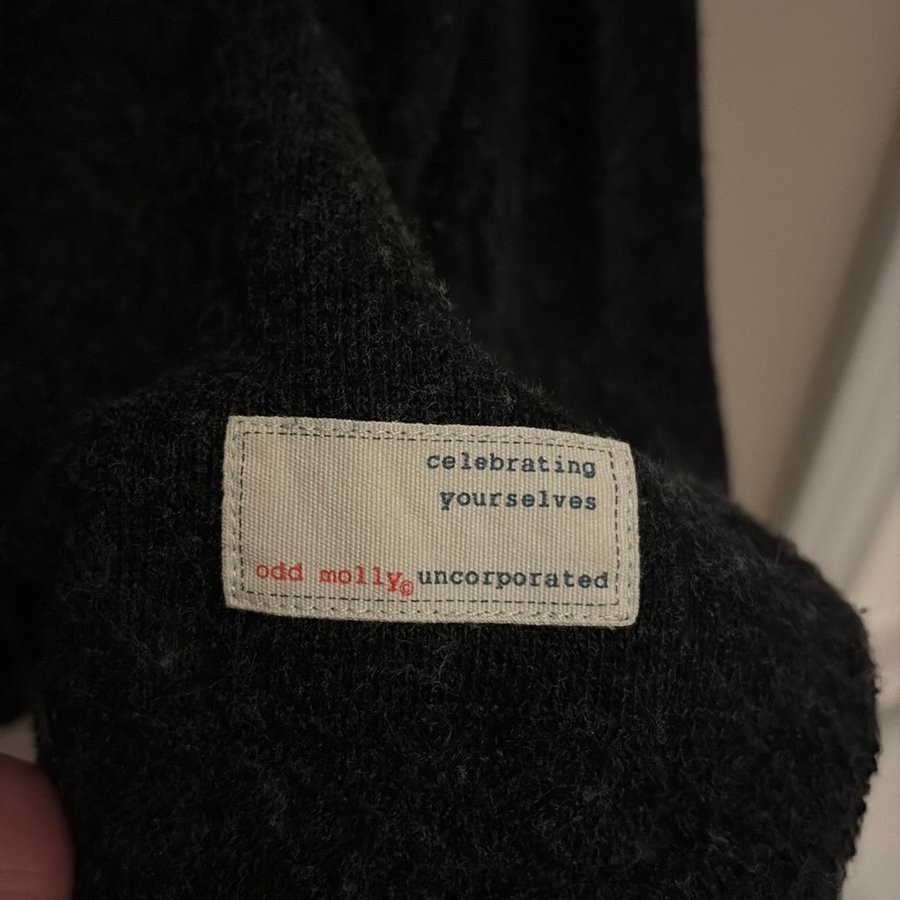 celebrating
yourselves
odd molly© uncorporated